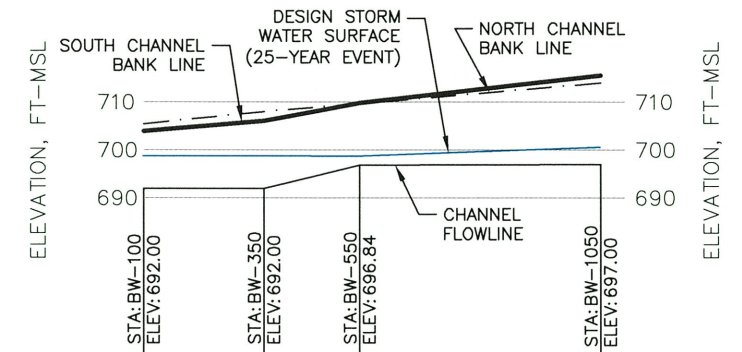 DESIGN STORM
WATER SURFACE
(25-YEAR EVENT)
SOUTH CHANNEL
BANK LINE
NORTH CHANNEL
BANK LINE
ELEVATION, FT-MSL
710
700
690
710
700
690
ELEVATION, FT-MSL
CHANNEL
FLOWLINE
STA: BW-100
ELEV: 692.00
STA: BW-350
ELEV: 692.00
STA: BW-550
ELEV: 696.84
STA: BW-1050
ELEV: 697.00